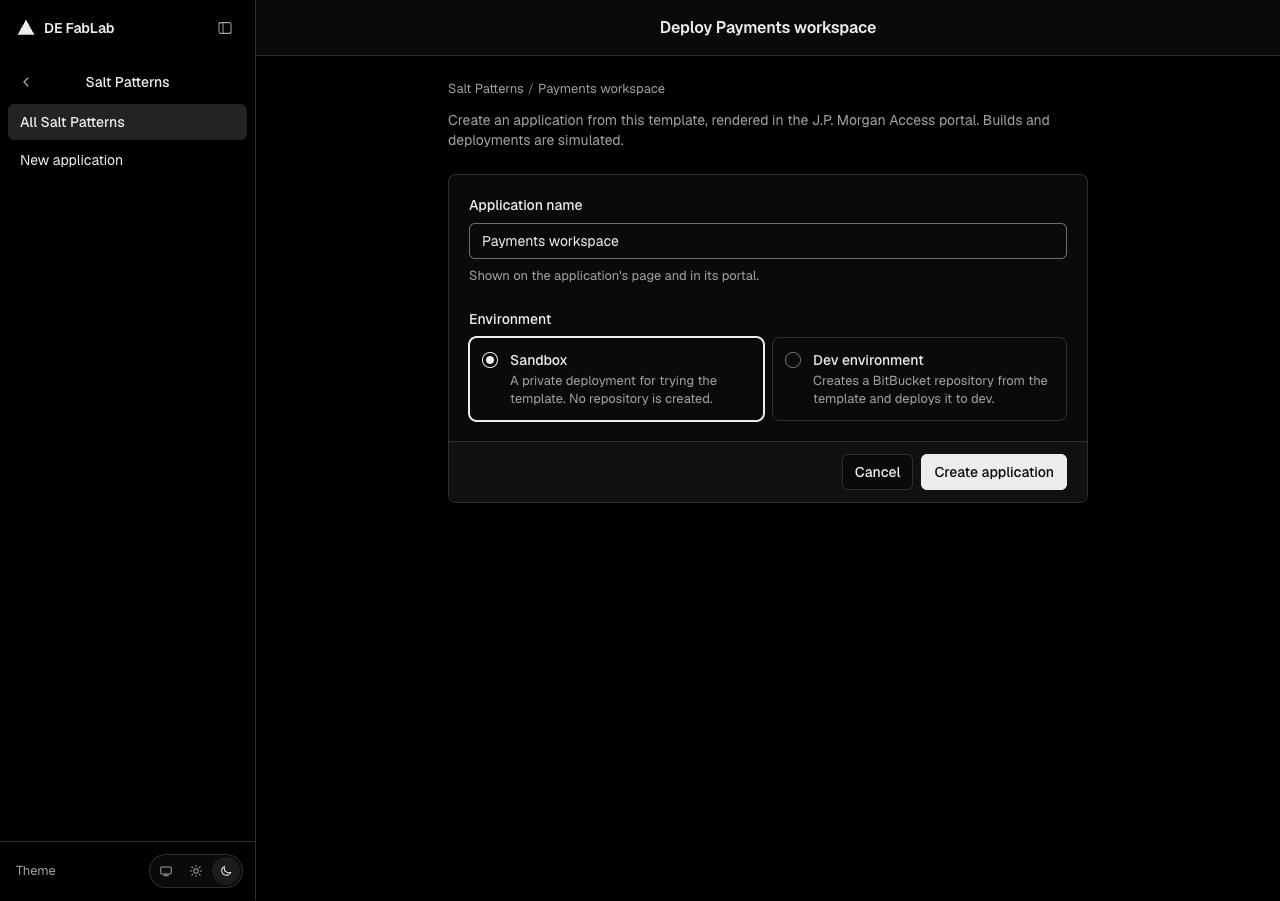 DE FabLab
Salt Patterns
All Salt Patterns
New application
Theme
Deploy Payments workspace
Salt Patterns / Payments workspace
Create an application from this template, rendered in the J.P. Morgan Access portal. Builds and
deployments are simulated.
Application name
Payments workspace
Shown on the application's page and in its portal.
Environment
Sandbox
A private deployment for trying the
template. No repository is created.
Dev environment
Creates a BitBucket repository from the
template and deploys it to dev.
Cancel
Create application